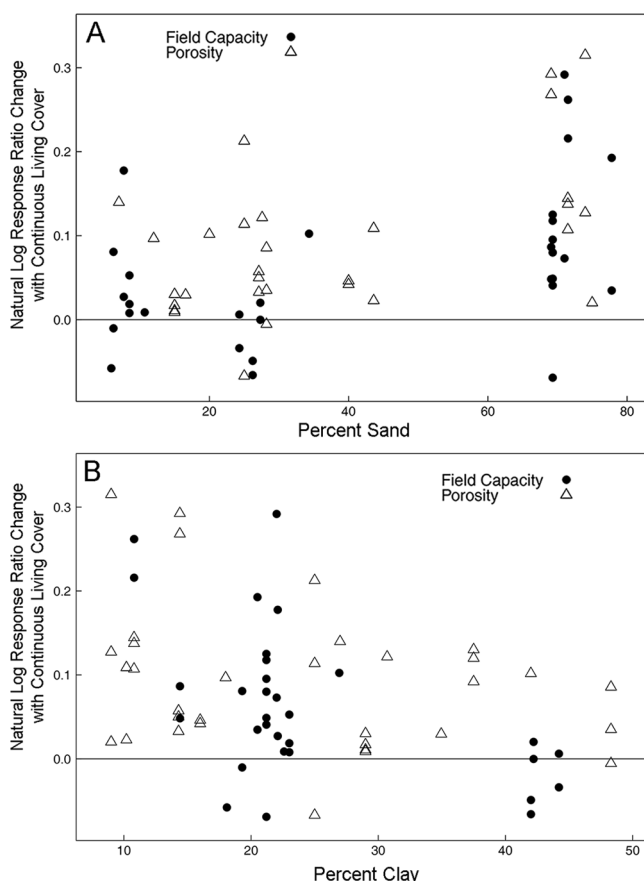 A
Field Capacity
Porosity
Natural Log Response Ratio Change
with Continuous Living Cover
0.3
0.2
0.1
0.0
20
40
60
80
Percent Sand
B
Field Capacity
Porosity
Natural Log Response Ratio Change
with Continuous Living Cover
0.3
0.2
0.1
0.0
10
20
30
40
50
Percent Clay